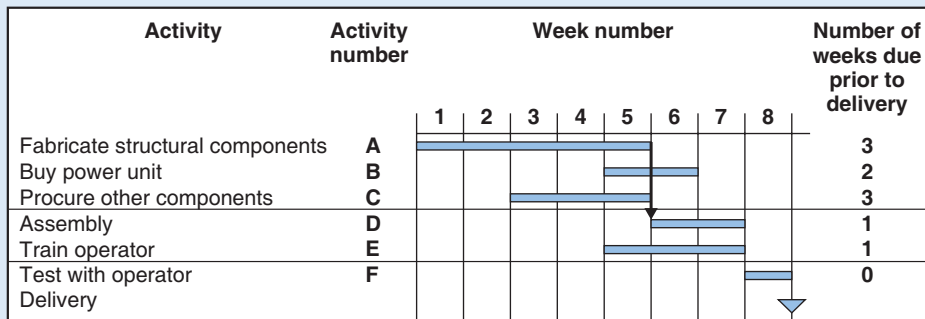 Activity Activity Week number Number of
number weeks due
prior to
delivery
1 2 3 4 5 6 7 8
Fabricate structural components A 3
Buy power unit B 2
Procure other components C 3
Assembly D 1
Train operator E 1
Test with operator F 0
Delivery